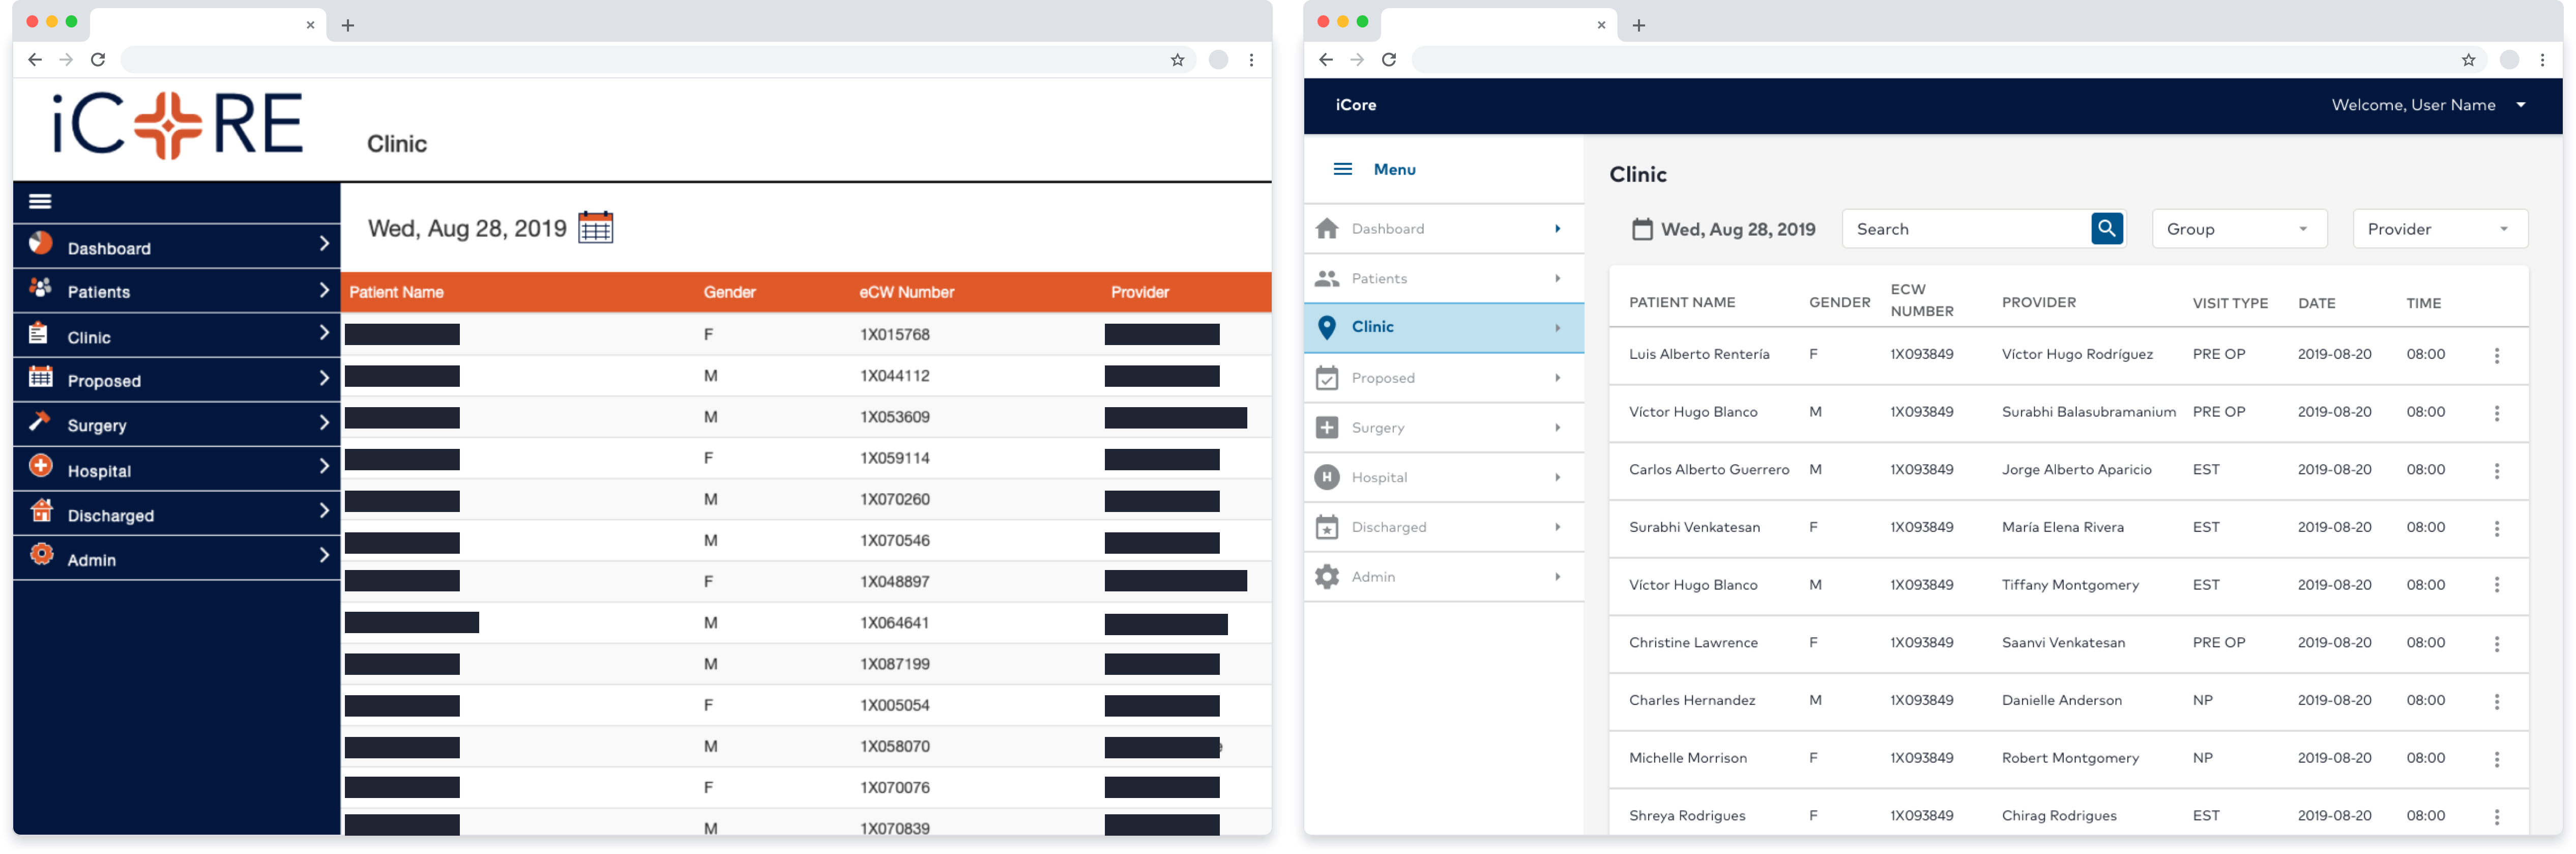 iCORE
Clinic
Dashboard
Patients
Clinic
Proposed
Surgery
Hospital
Discharged
Admin
Wed, Aug 28, 2019
Patient Name Gender eCW Number Provider
F 1X015768
M 1X044112
M 1X053609
F 1X059114
M 1X070260
M 1X070546
F 1X048897
M 1X064641
M 1X087199
F 1X005054
M 1X058070
F 1X070076
M 1X070839
iCore Welcome, User Name
Menu
Dashboard
Patients
Clinic
Proposed
Surgery
H Hospital
Discharged
Admin
Clinic
Wed, Aug 28, 2019 Search Group Provider
PATIENT NAME GENDER ECW NUMBER PROVIDER VISIT TYPE DATE TIME
Luis Alberto Rentería F 1X093849 Víctor Hugo Rodríguez PRE OP 2019-08-20 08:00
Víctor Hugo Blanco M 1X093849 Surabhi Balasubramanium PRE OP 2019-08-20 08:00
Carlos Alberto Guerrero M 1X093849 Jorge Alberto Aparicio EST 2019-08-20 08:00
Surabhi Venkatesan F 1X093849 María Elena Rivera EST 2019-08-20 08:00
Víctor Hugo Blanco M 1X093849 Tiffany Montgomery EST 2019-08-20 08:00
Christine Lawrence F 1X093849 Saanvi Venkatesan PRE OP 2019-08-20 08:00
Charles Hernandez M 1X093849 Danielle Anderson NP 2019-08-20 08:00
Michelle Morrison F 1X093849 Robert Montgomery NP 2019-08-20 08:00
Shreya Rodrigues F 1X093849 Chirag Rodrigues EST 2019-08-20 08:00